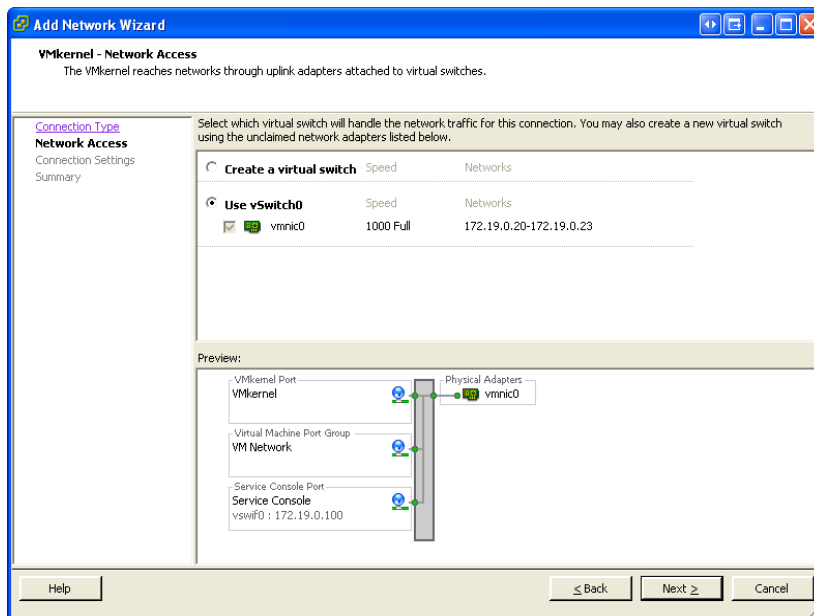 Add Network Wizard
VMkernel - Network Access
The VMkernel reaches networks through uplink adapters attached to virtual switches.
Connection Type
Network Access
Connection Settings
Summary
Select which virtual switch will handle the network traffic for this connection. You may also create a new virtual switch
using the unclaimed network adapters listed below.
Create a virtual switch Speed Networks
Use vSwitch0 Speed Networks
vmnic0 1000 Full 172.19.0.20-172.19.0.23
Preview:
VMkernel Port Physical Adapters
VMkernel vmnic0
Virtual Machine Port Group
VM Network
Service Console Port
Service Console
vswif0 : 172.19.0.100
Help < Back Next > Cancel